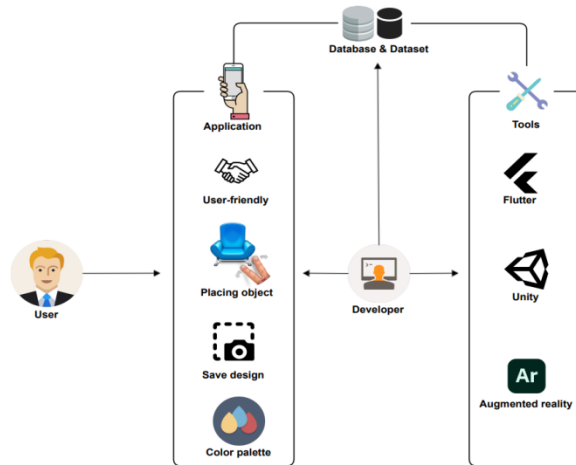 Database & Dataset
Application
User-friendly
Placing object
Save design
Color palette
User
Developer
Tools
Flutter
Unity
Ar
Augmented reality